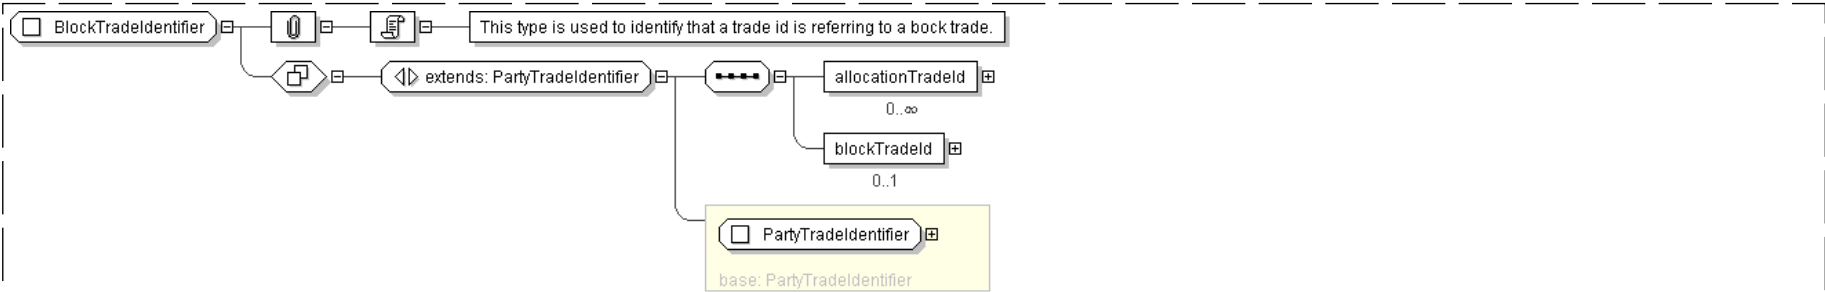 BlockTradeIdentifier
This type is used to identify that a trade id is referring to a bock trade.
extends: PartyTradeIdentifier
allocationTradeId
0..∞
blockTradeId
0..1
PartyTradeIdentifier
base: PartyTradeIdentifier